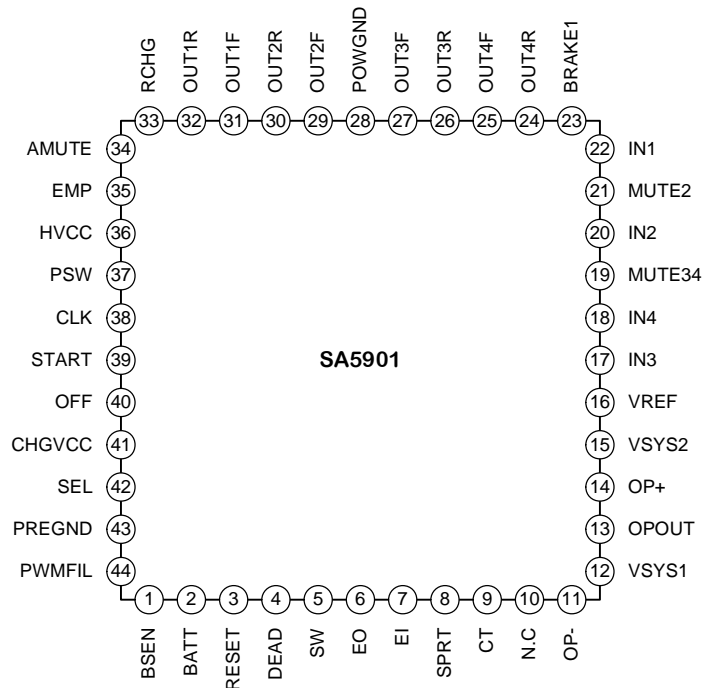 RCHG OUT1R OUT1F OUT2R OUT2F POWGND OUT3F OUT3R OUT4F OUT4R BRAKE1
33 32 31 30 29 28 27 26 25 24 23
AMUTE 34 22 IN1
EMP 35 21 MUTE2
HVCC 36 20 IN2
PSW 37 19 MUTE34
CLK 38 18 IN4
START 39 SA5901 17 IN3
OFF 40 16 VREF
CHGVCC 41 15 VSYS2
SEL 42 14 OP+
PREGND 43 13 OPOUT
PWMFIL 44 12 VSYS1
1 2 3 4 5 6 7 8 9 10 11
BSEN BATT RESET DEAD SW EO EI SPRT CT N.C OP-